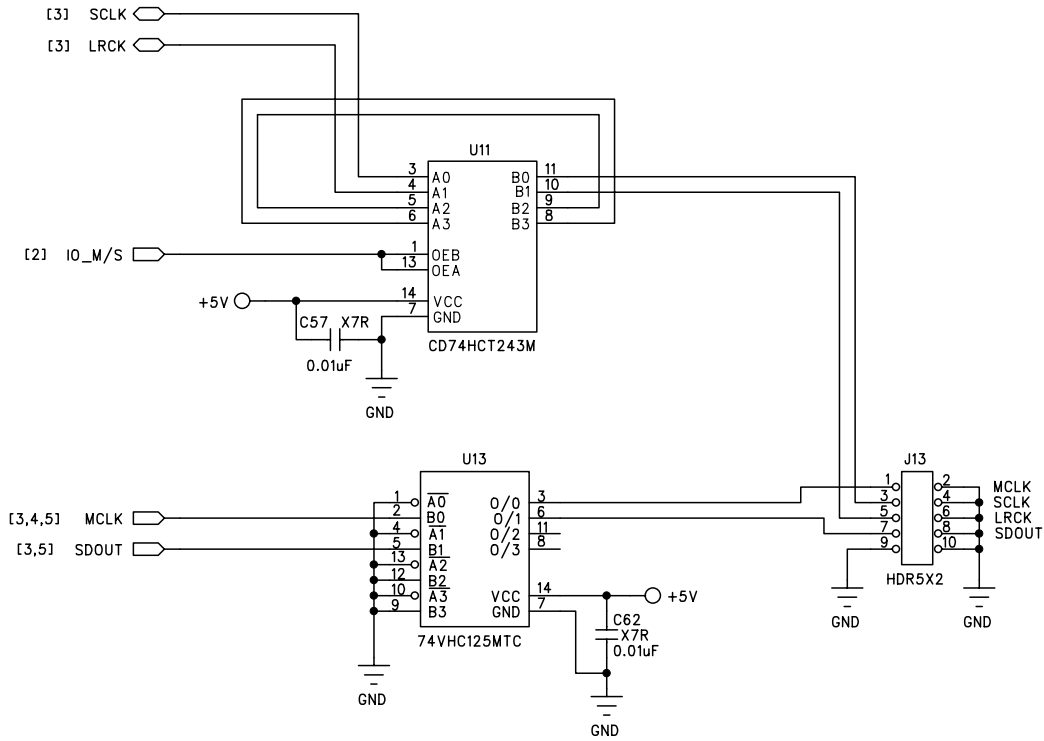 [3] SCLK
[3] LRCK
U11
3 A0 B0 11
4 A1 B1 10
5 A2 B2 9
6 A3 B3 8
[2] IO_M/S
1 OEB
13 OEA
+5V
14 VCC
7 GND
C57 X7R
0.01uF
CD74HCT243M
GND
U13
1 A0 O/0 3
2 B0 O/1 6
4 A1 O/2 11
5 B1 O/3 8
13 A2
12 B2
10 A3 VCC 14
9 B3 GND 7
[3,4,5] MCLK
[3,5] SDOUT
74VHC125MTC
GND
+5V
C62
X7R
0.01uF
GND
J13
1 2 MCLK
3 4 SCLK
5 6 LRCK
7 8 SDOUT
9 10
HDR5X2
GND
GND